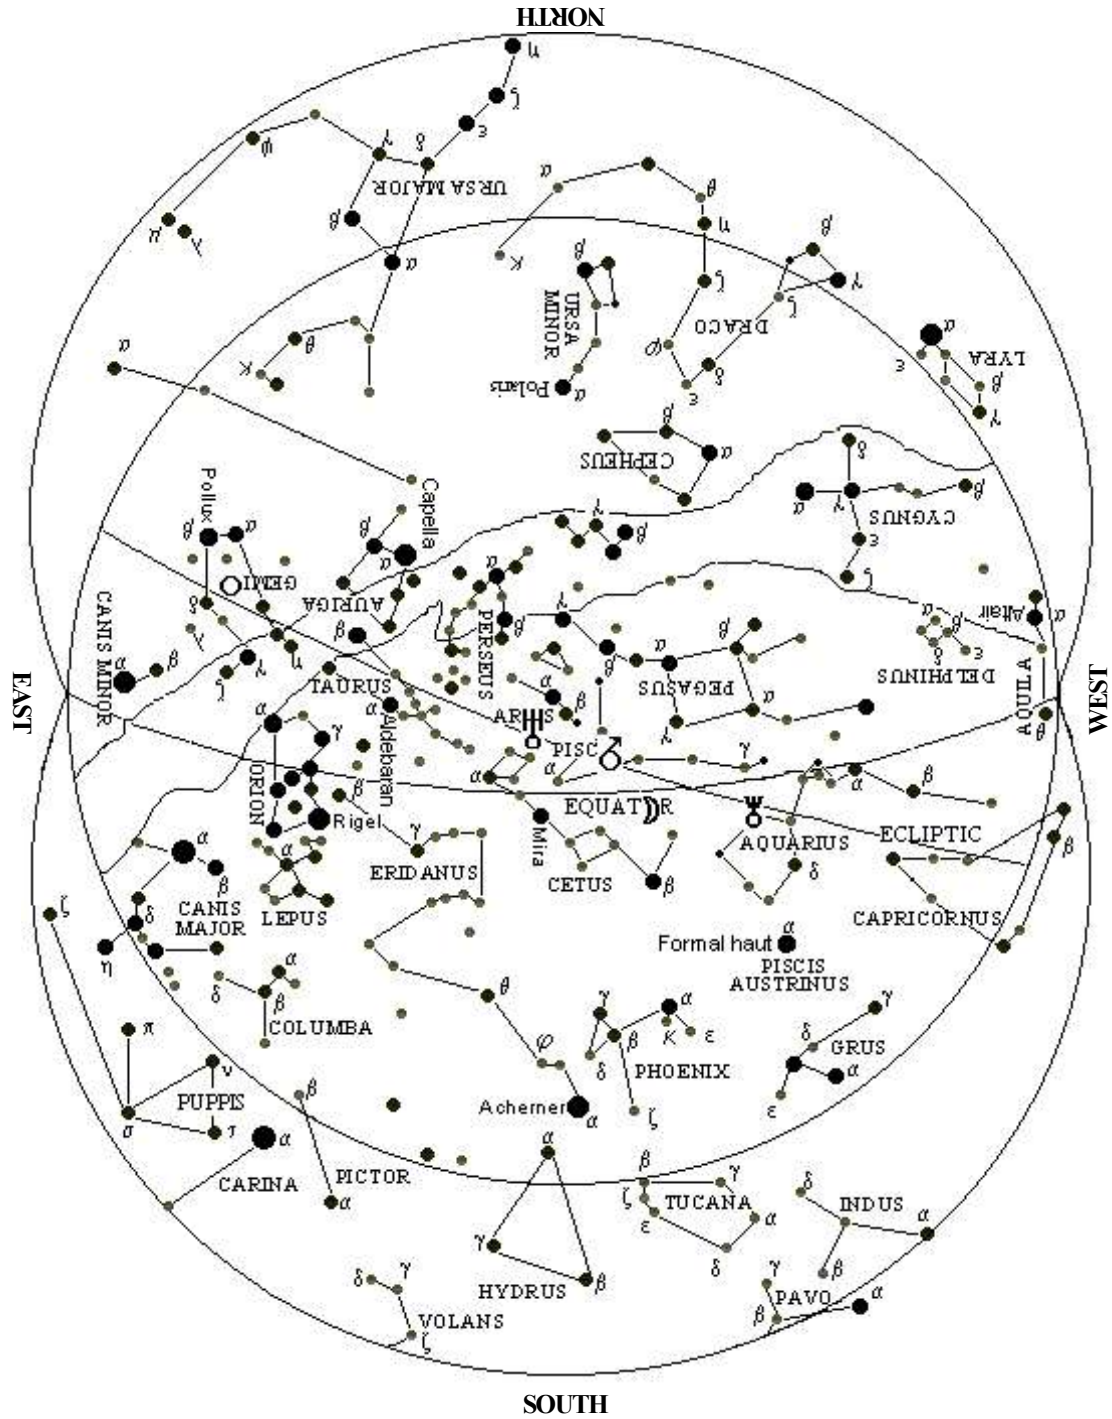 NORTH
η
ζ
ε
φ
γ
δ
URSA MAJOR
α
θ
β
η
μ
λ
β
κ
α
β
γ
ζ
ζ
URSA
MINOR
DRACO
α
θ
φ
δ
ε
α
ε
LYRA
β
γ
α
κ
Polaris
α
β
α
CEPHEUS
δ
Pollux
β
α
Capella
β
α
γ
β
α
γ
β
CYGNUS
ε
ζ
GEMI
AURIGA
α
PERSEUS
β
γ
β
α
Altair
α
β
δ
ε
DELPHINUS
CANIS MINOR
α
β
δ
λ
γ
ζ
η
β
TAURUS
α
Aldebaran
α
β
θ
α
PEGASUS
γ
α
AQUILA
θ
EAST
WEST
α
γ
ORION
ARIES
PISC
α
α
γ
β
Rigel
β
EQUATOR
Mira
α
β
AQUARIUS
ECLIPTIC
β
γ
ERIDANUS
α
β
α
LEPUS
CETUS
β
δ
CAPRICORNUS
ζ
δ
CANIS
MAJOR
η
Formal haut
α
PISCIS
AUSTRINUS
δ
α
β
COLUMBA
θ
γ
α
κ
ε
β
δ
PHOENIX
ζ
γ
δ
GRUS
α
ε
π
ν
PUPPIS
σ
τ
β
φ
Acherner
α
α
CARINA
PICTOR
α
α
β
γ
ζ
TUCANA
ε
α
δ
δ
INDUS
α
β
γ
HYDRUS
β
δ
γ
VOLANS
ζ
PAVO
α
β
SOUTH